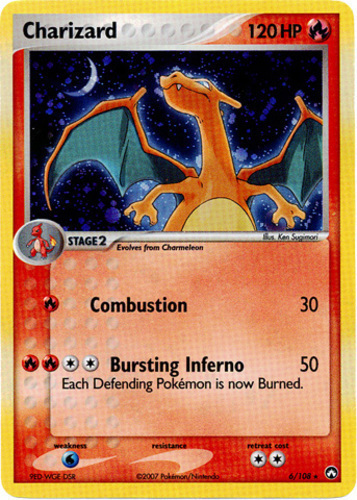 Charizard 120 HP
Illus. Ken Sugimori
STAGE 2
Evolves from Charmeleon
Combustion 30
Bursting Inferno 50
Each Defending Pokémon is now Burned.
weakness resistance retreat cost
©2007 Pokémon/Nintendo 6/108 ★